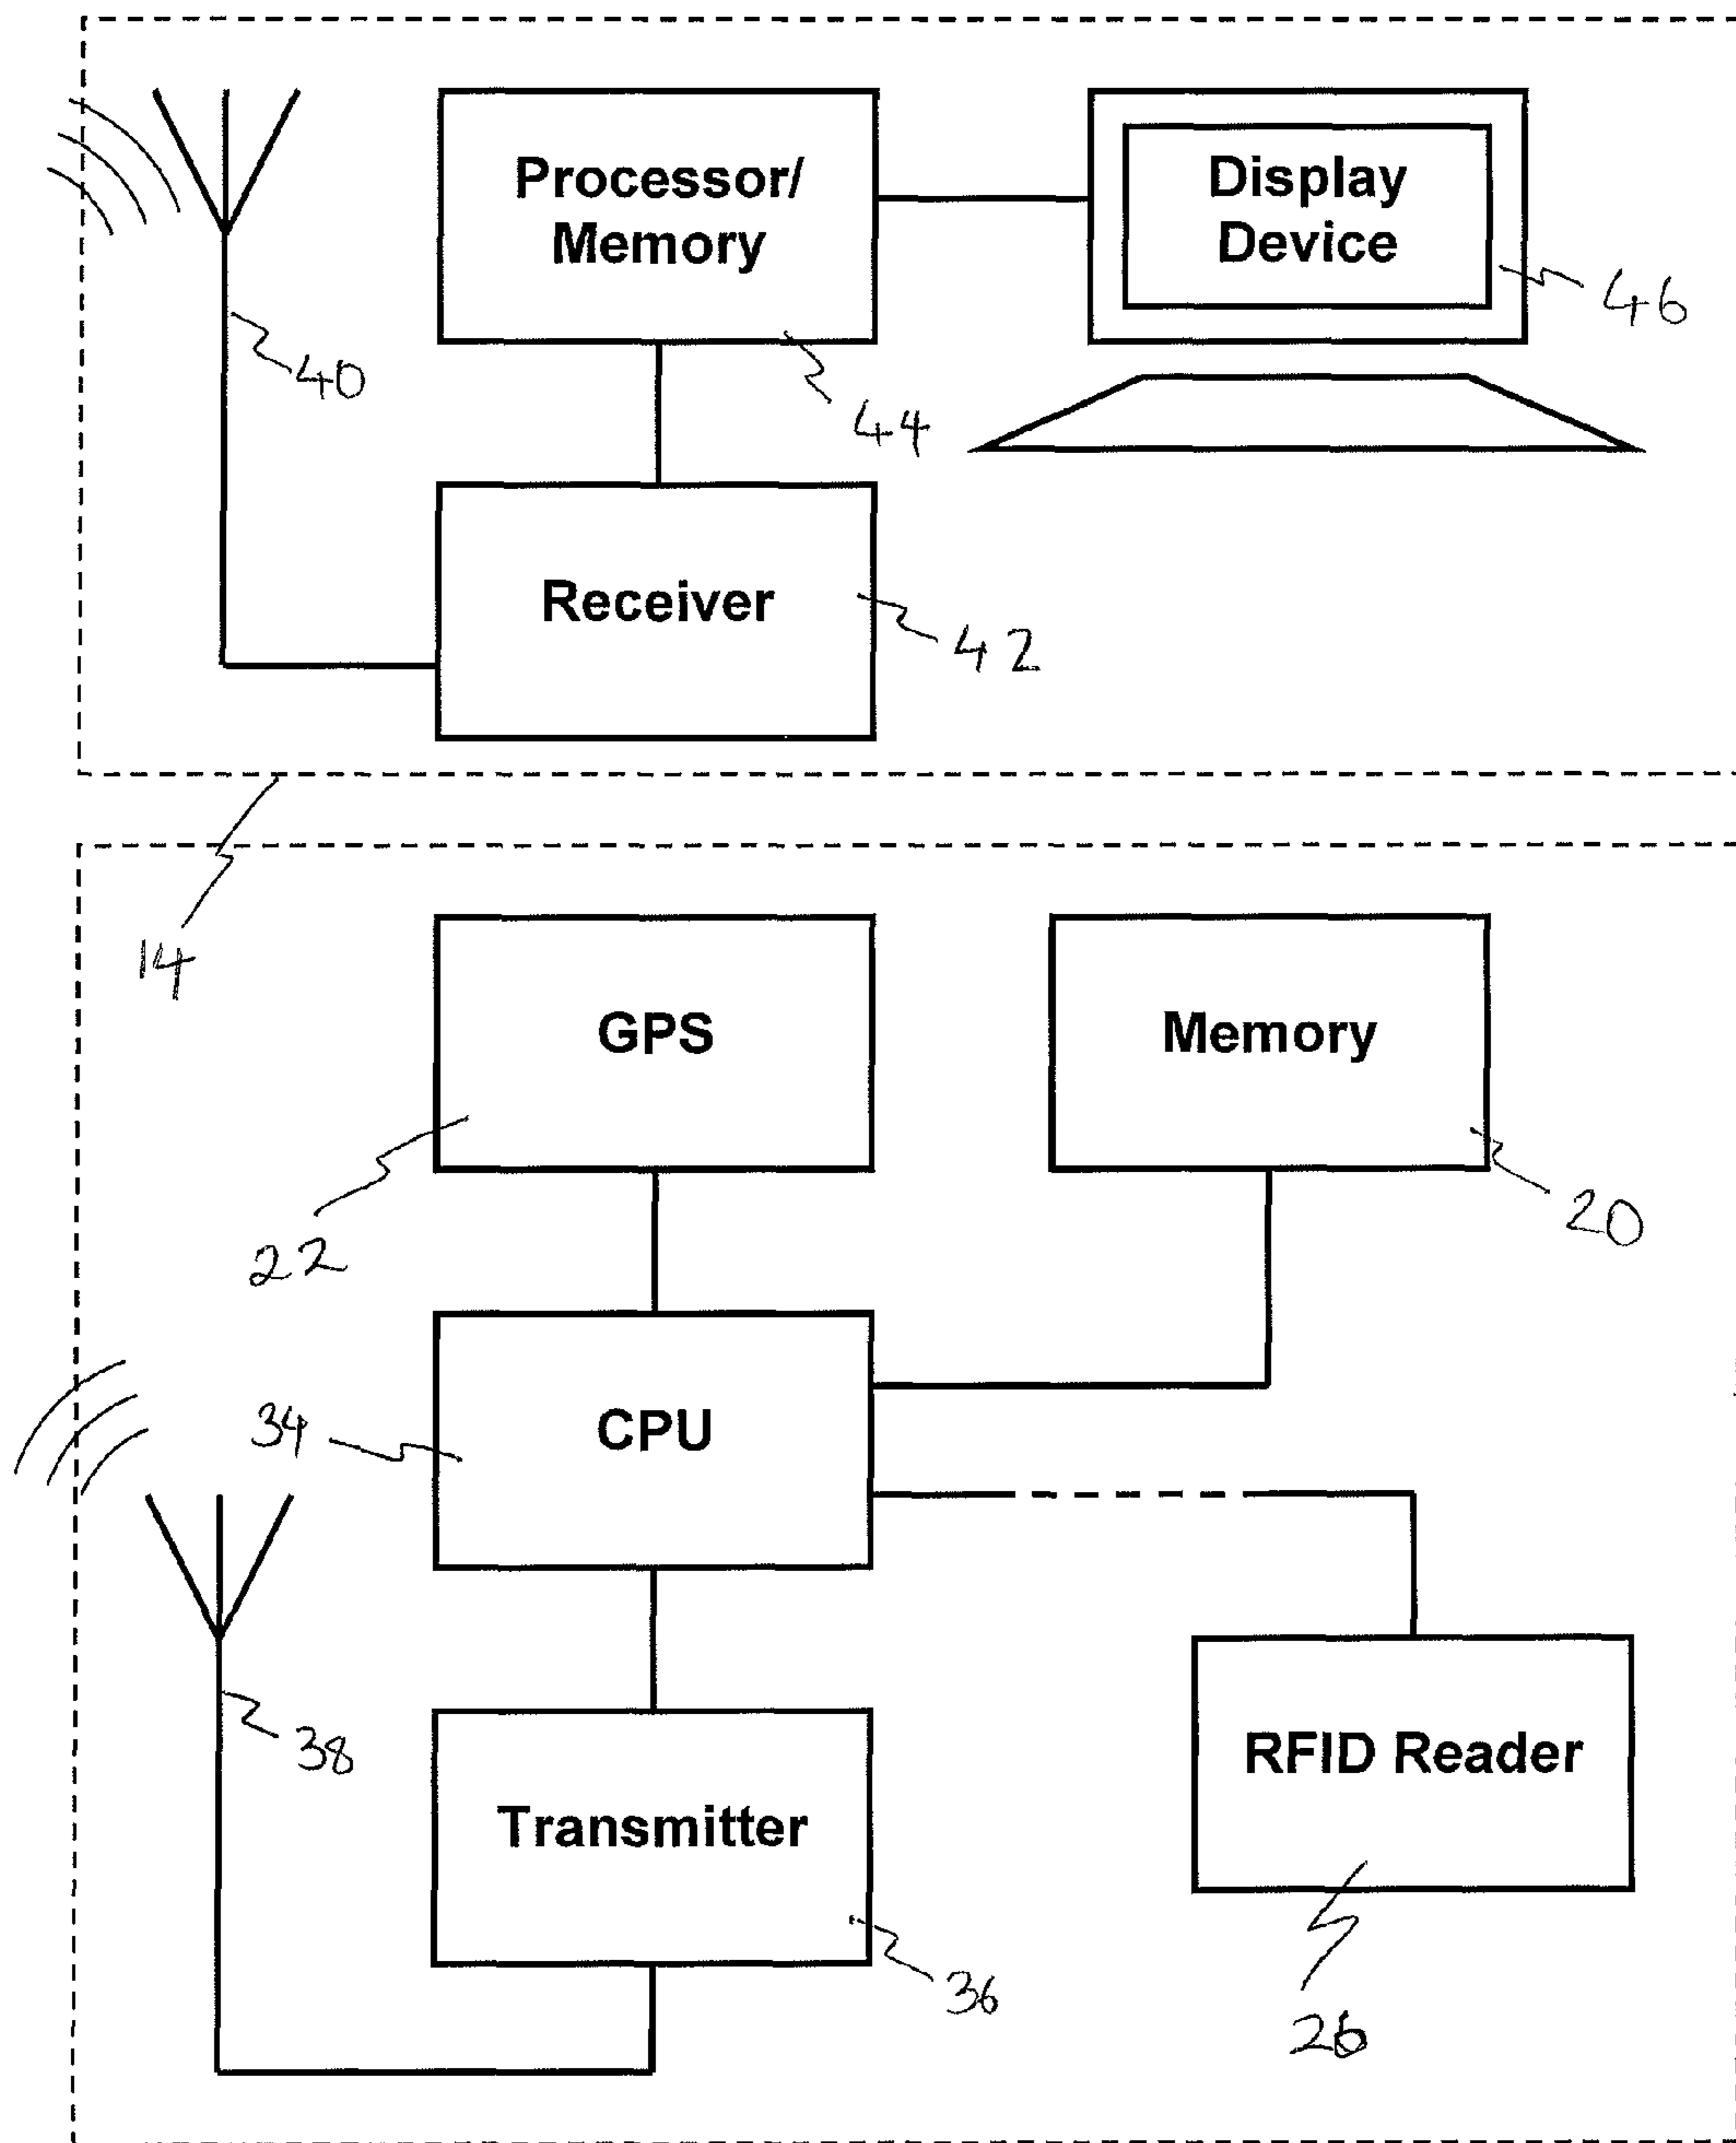 Processor/
Memory
Display
Device
46
40
44
Receiver
42
14
GPS
Memory
22
20
34
CPU
38
RFID Reader
Transmitter
36
26